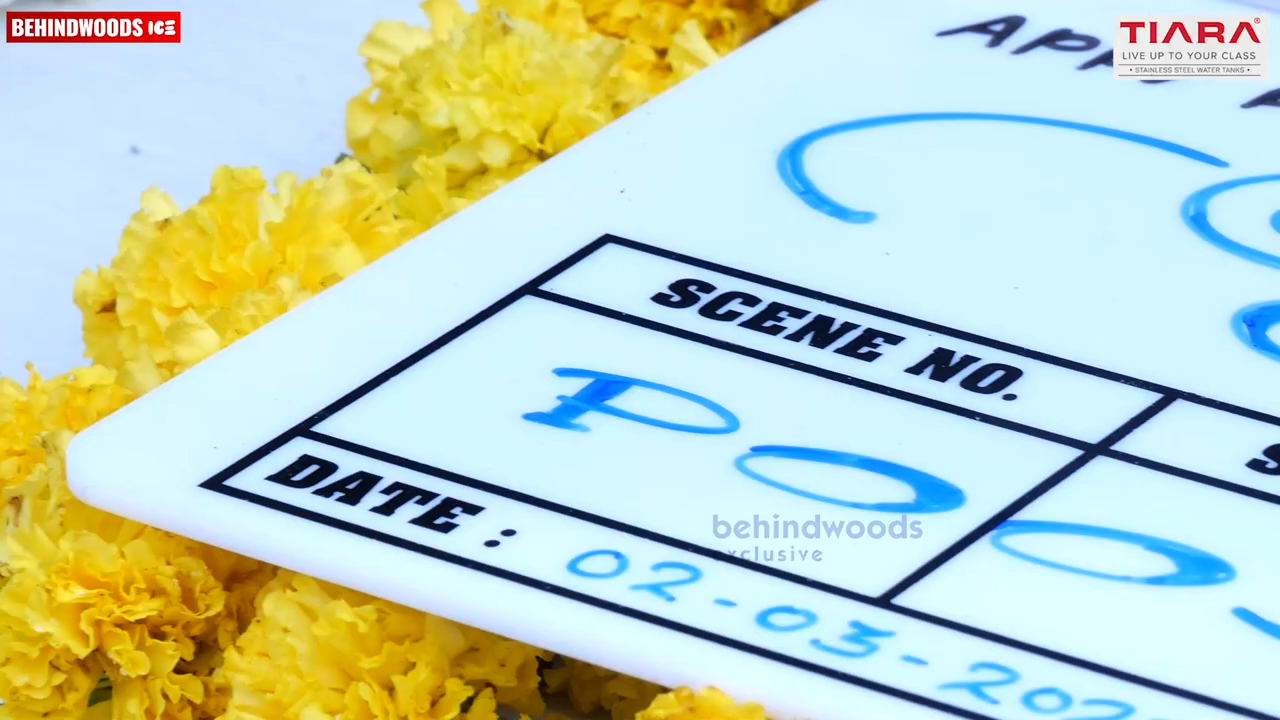 BEHINDWOODS ICE
TIARA®
LIVE UP TO YOUR CLASS
• STAINLESS STEEL WATER TANKS •
SCENE NO.
PO
DATE : 02-03-202
behindwoods
exclusive